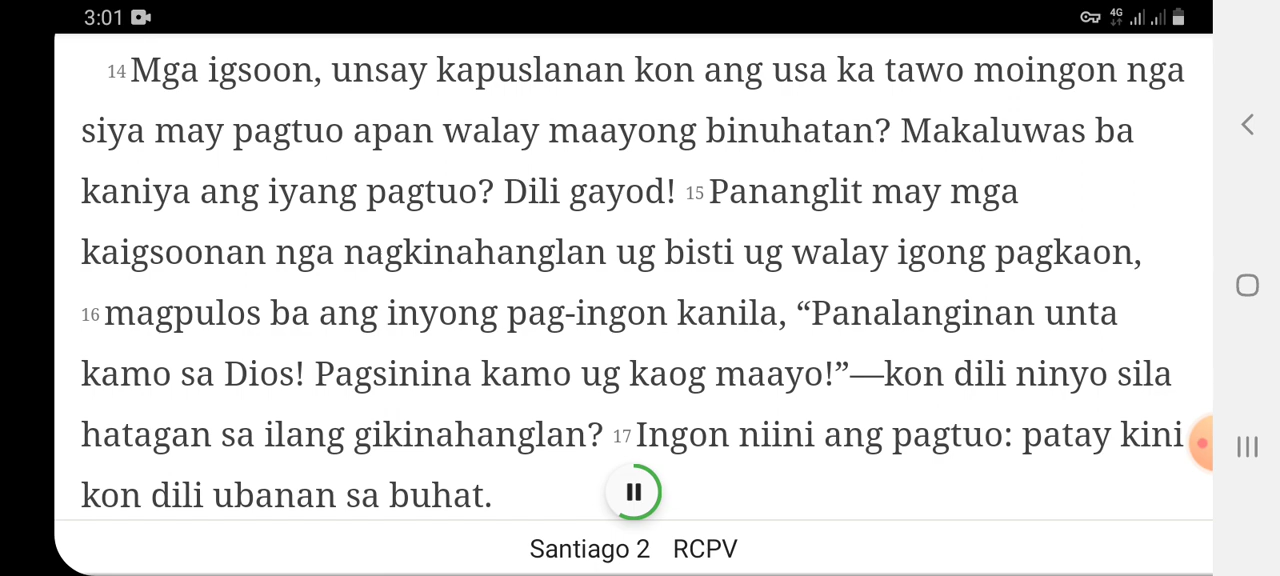 3:01
4G
14 Mga igsoon, unsay kapuslanan kon ang usa ka tawo moingon nga
siya may pagtuo apan walay maayong binuhatan? Makaluwas ba
kaniya ang iyang pagtuo? Dili gayod! 15 Pananglit may mga
kaigsoonan nga nagkinahanglan ug bisti ug walay igong pagkaon,
16 magpulos ba ang inyong pag-ingon kanila, “Panalanginan unta
kamo sa Dios! Pagsinina kamo ug kaog maayo!”—kon dili ninyo sila
hatagan sa ilang gikinahanglan? 17 Ingon niini ang pagtuo: patay kini
kon dili ubanan sa buhat.
Santiago 2 RCPV